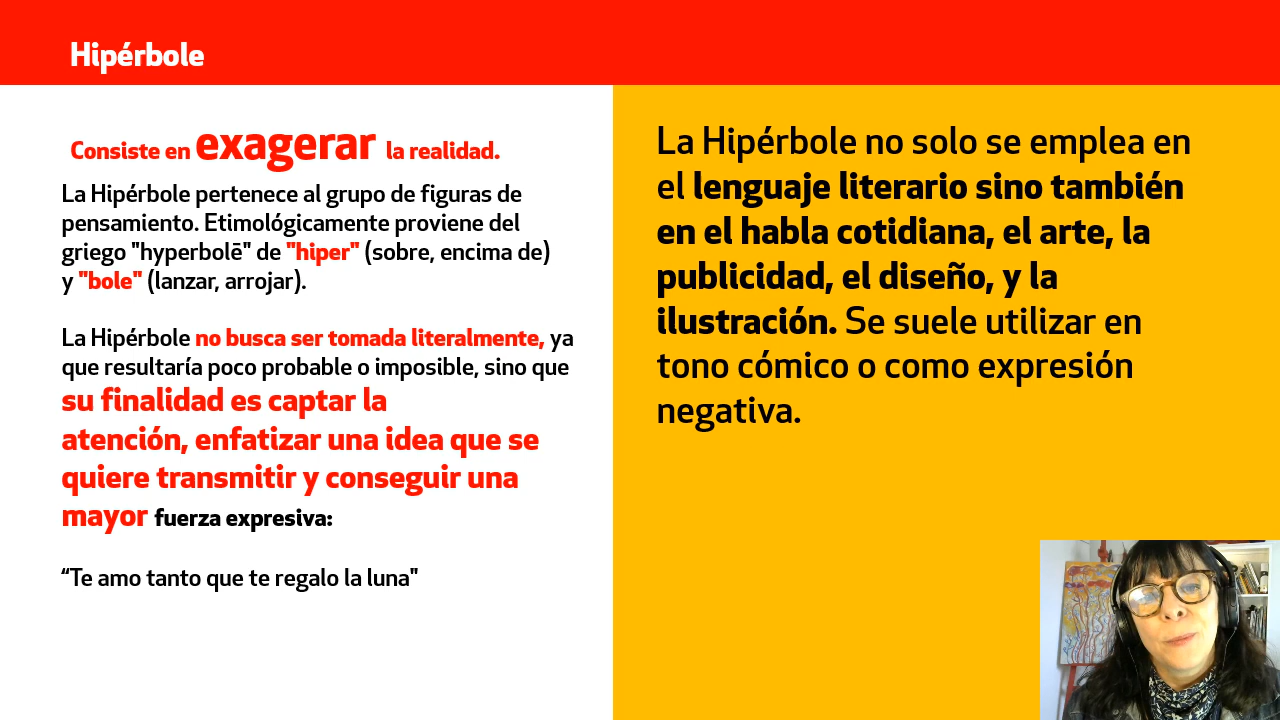 Hipérbole
Consiste en exagerar la realidad.
La Hipérbole pertenece al grupo de figuras de
pensamiento. Etimológicamente proviene del
griego "hyperbolē" de "hiper" (sobre, encima de)
y "bole" (lanzar, arrojar).
La Hipérbole no busca ser tomada literalmente, ya
que resultaría poco probable o imposible, sino que
su finalidad es captar la
atención, enfatizar una idea que se
quiere transmitir y conseguir una
mayor fuerza expresiva:
“Te amo tanto que te regalo la luna"
La Hipérbole no solo se emplea en
el lenguaje literario sino también
en el habla cotidiana, el arte, la
publicidad, el diseño, y la
ilustración. Se suele utilizar en
tono cómico o como expresión
negativa.